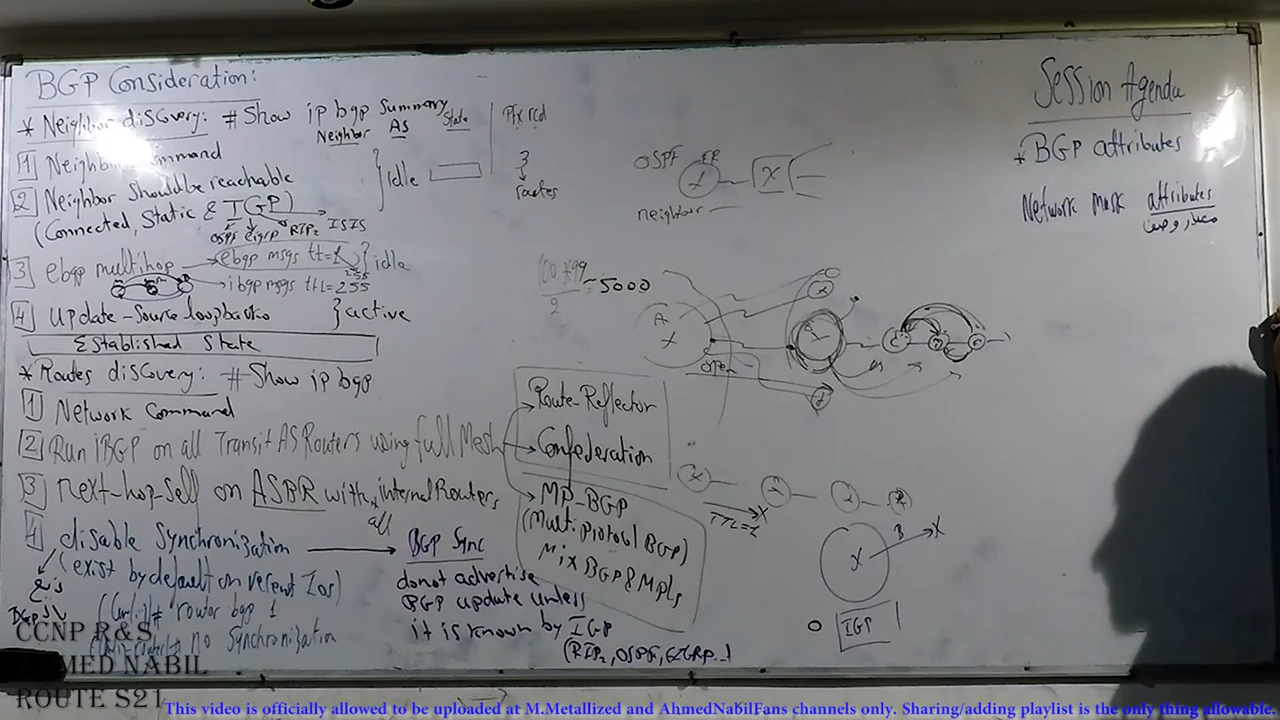 BGP Consideration:
* Neighbor discovery: # Show ip bgp Summary
Neighbor AS State Pfx rcd
1 Neighbor Command
2 Neighbor Should be reachable
(Connected, Static & IGP)
OSPF eigrp RIP2 ISIS
} Idle
routes
3 ebgp multihop
ebgp msgs ttl=1
255
ibgp msgs TTL=255
} idle
4 Update-Source loopback
} active
Established State
* Routes discovery: # Show ip bgp
1 Network Command
2 Run iBGP on all Transit AS Routers using full Mesh
Route-Reflector
Confederation
MP-BGP
(Multi protocol BGP)
Mix BGP & MPLS
3 next-hop-self on ASBR with internal Routers
all
4 disable Synchronization
(exist by default on recent Ios)
router bgp 1
no Synchronization
BGP Sync
do not advertise
BGP update unless
it is known by IGP
(RIP2, OSPF, EIGRP..)
OSPF
X
neighbor
100 * 99
2
= 5000
A
X
open
TTL=1
X
X
B
X
IGP
Session Agenda
* BGP attributes
Network Mask attributes
CCNP R&S
AHMED NABIL
ROUTE S21
This video is officially allowed to be uploaded at M.Metallized and AhmedNabilFans channels only. Sharing/adding playlist is the only thing allowable.